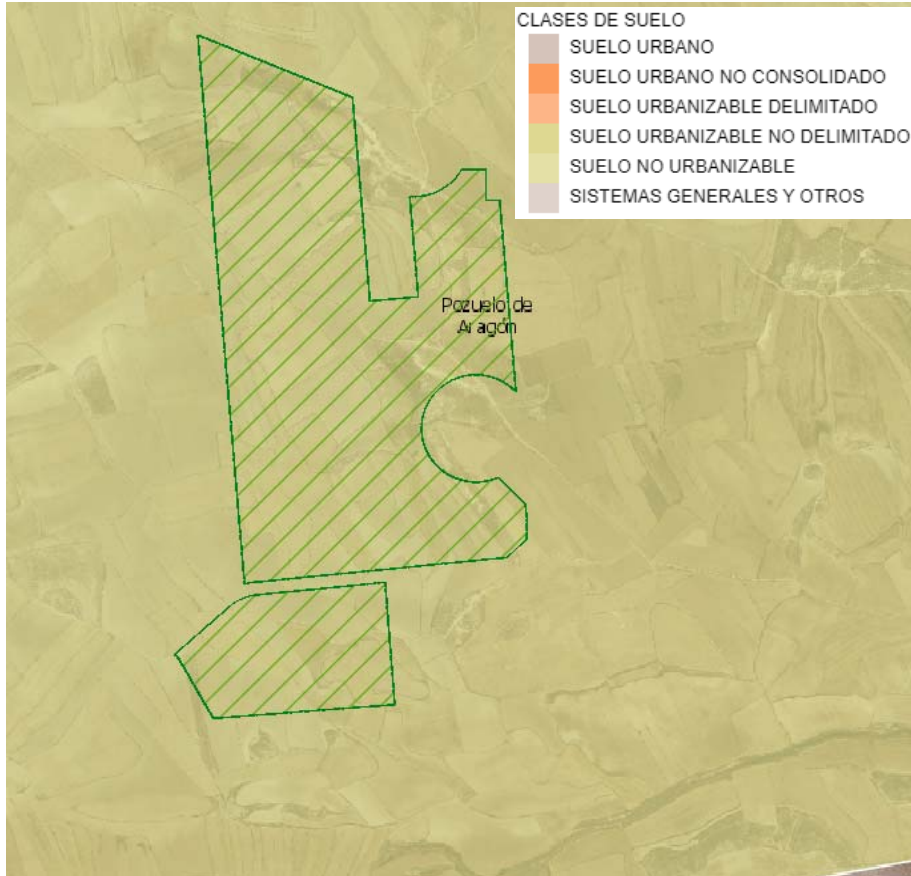 CLASES DE SUELO
SUELO URBANO
SUELO URBANO NO CONSOLIDADO
SUELO URBANIZABLE DELIMITADO
SUELO URBANIZABLE NO DELIMITADO
SUELO NO URBANIZABLE
SISTEMAS GENERALES Y OTROS
Pozuelo de
Aragón